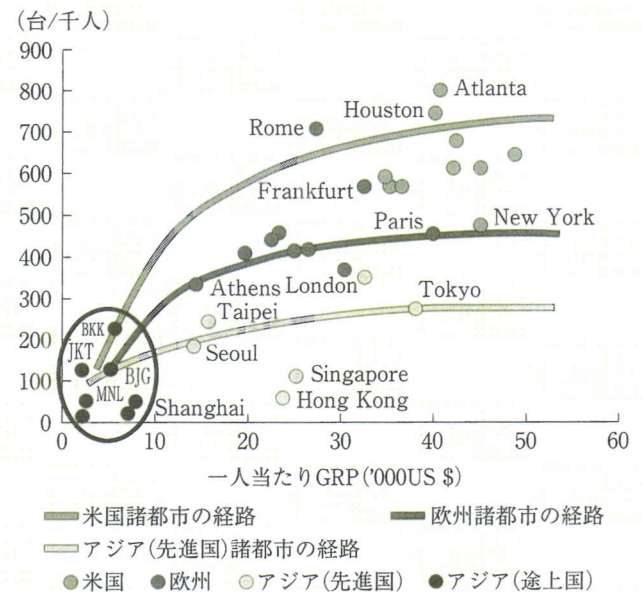 (台/千人)
900
800
700
600
500
400
300
200
100
0
Atlanta
Houston
Rome
Frankfurt
Paris
New York
Athens
London
Taipei
Tokyo
Seoul
BKK
JKT
MNL
BJG
Singapore
Hong Kong
Shanghai
0 10 20 30 40 50 60
一人当たりGRP('000US $)
米国諸都市の経路 欧州諸都市の経路
アジア(先進国)諸都市の経路
米国 欧州 アジア(先進国) アジア(途上国)